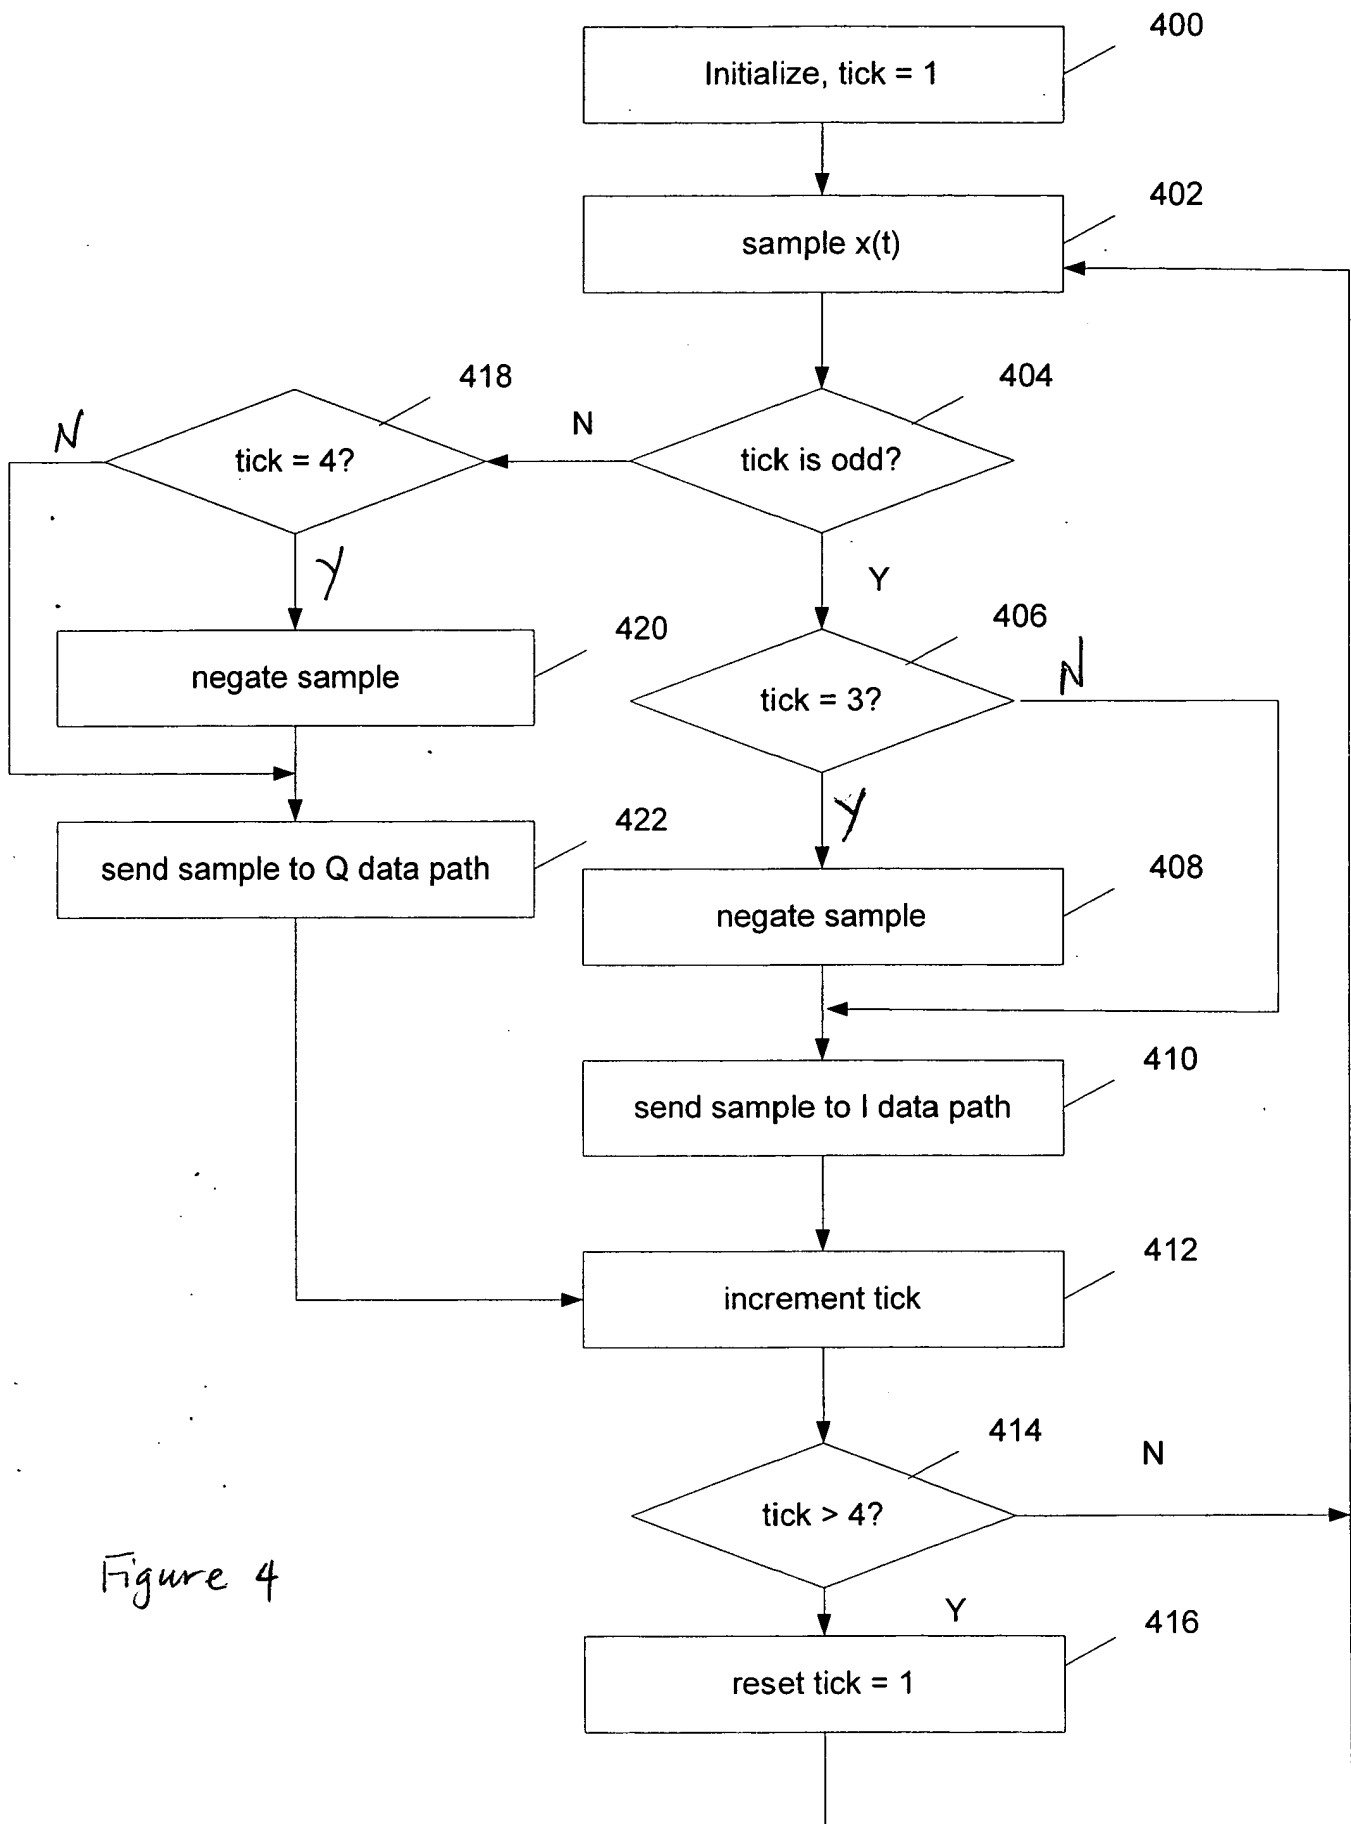 400
Initialize, tick = 1
402
sample x(t)
418
404
N
N
tick = 4?
tick is odd?
Y
Y
420
406
negate sample
tick = 3?
N
Y
422
send sample to Q data path
408
negate sample
410
send sample to I data path
412
increment tick
414
N
tick > 4?
Figure 4
Y
416
reset tick = 1